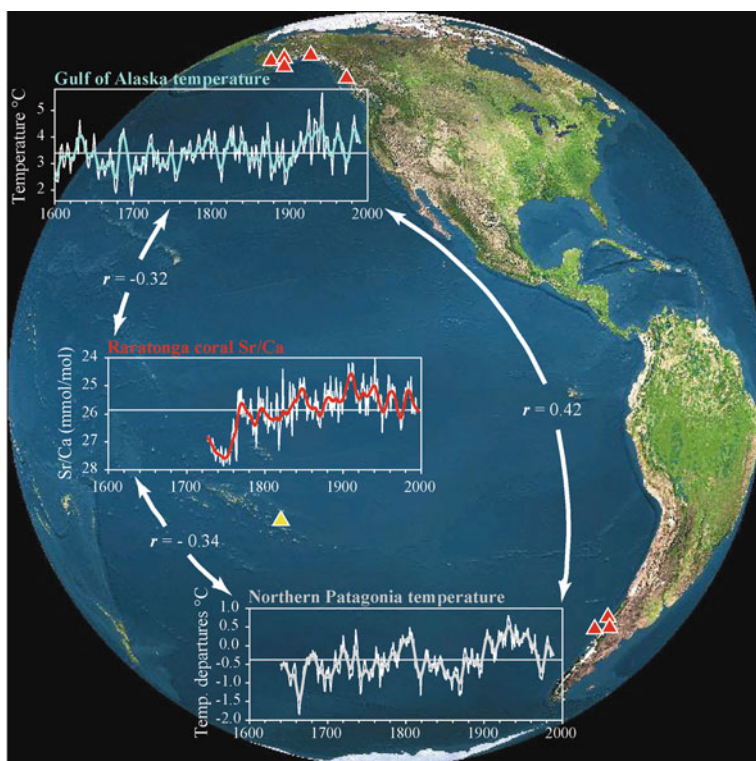 Gulf of Alaska temperature
Temperature °C
5
4
3
2
1600 1700 1800 1900 2000
r = -0.32
Raratonga coral Sr/Ca
Sr/Ca (mmol/mol)
24
25
26
27
28
1600 1700 1800 1900 2000
r = 0.42
r = - 0.34
Northern Patagonia temperature
Temp. departures °C
1.0
0.5
0.0
-0.5
-1.0
-1.5
-2.0
1600 1700 1800 1900 2000